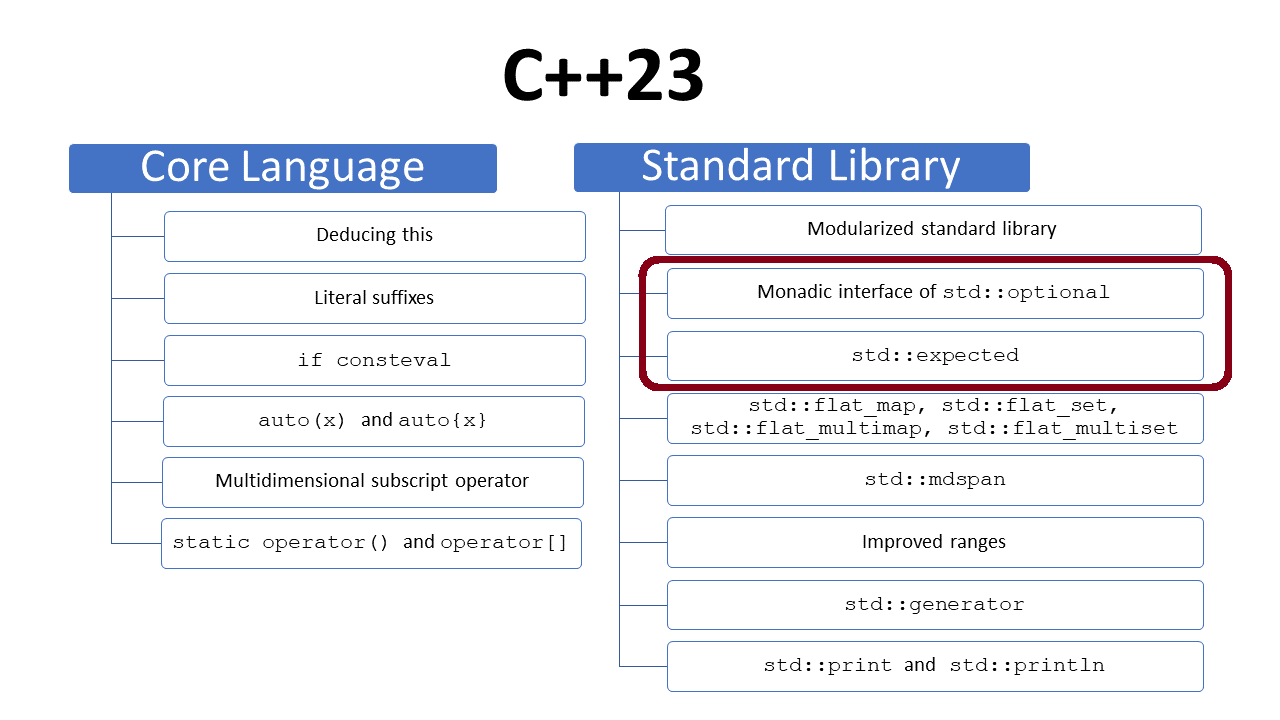 C++23
Core Language
Deducing this
Literal suffixes
if consteval
auto(x) and auto{x}
Multidimensional subscript operator
static operator() and operator[]
Standard Library
Modularized standard library
Monadic interface of std::optional
std::expected
std::flat_map, std::flat_set,
std::flat_multimap, std::flat_multiset
std::mdspan
Improved ranges
std::generator
std::print and std::println